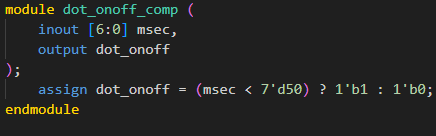 module dot_onoff_comp (
    inout [6:0] msec,
    output dot_onoff
);
    assign dot_onoff = (msec < 7'd50) ? 1'b1 : 1'b0;
endmodule